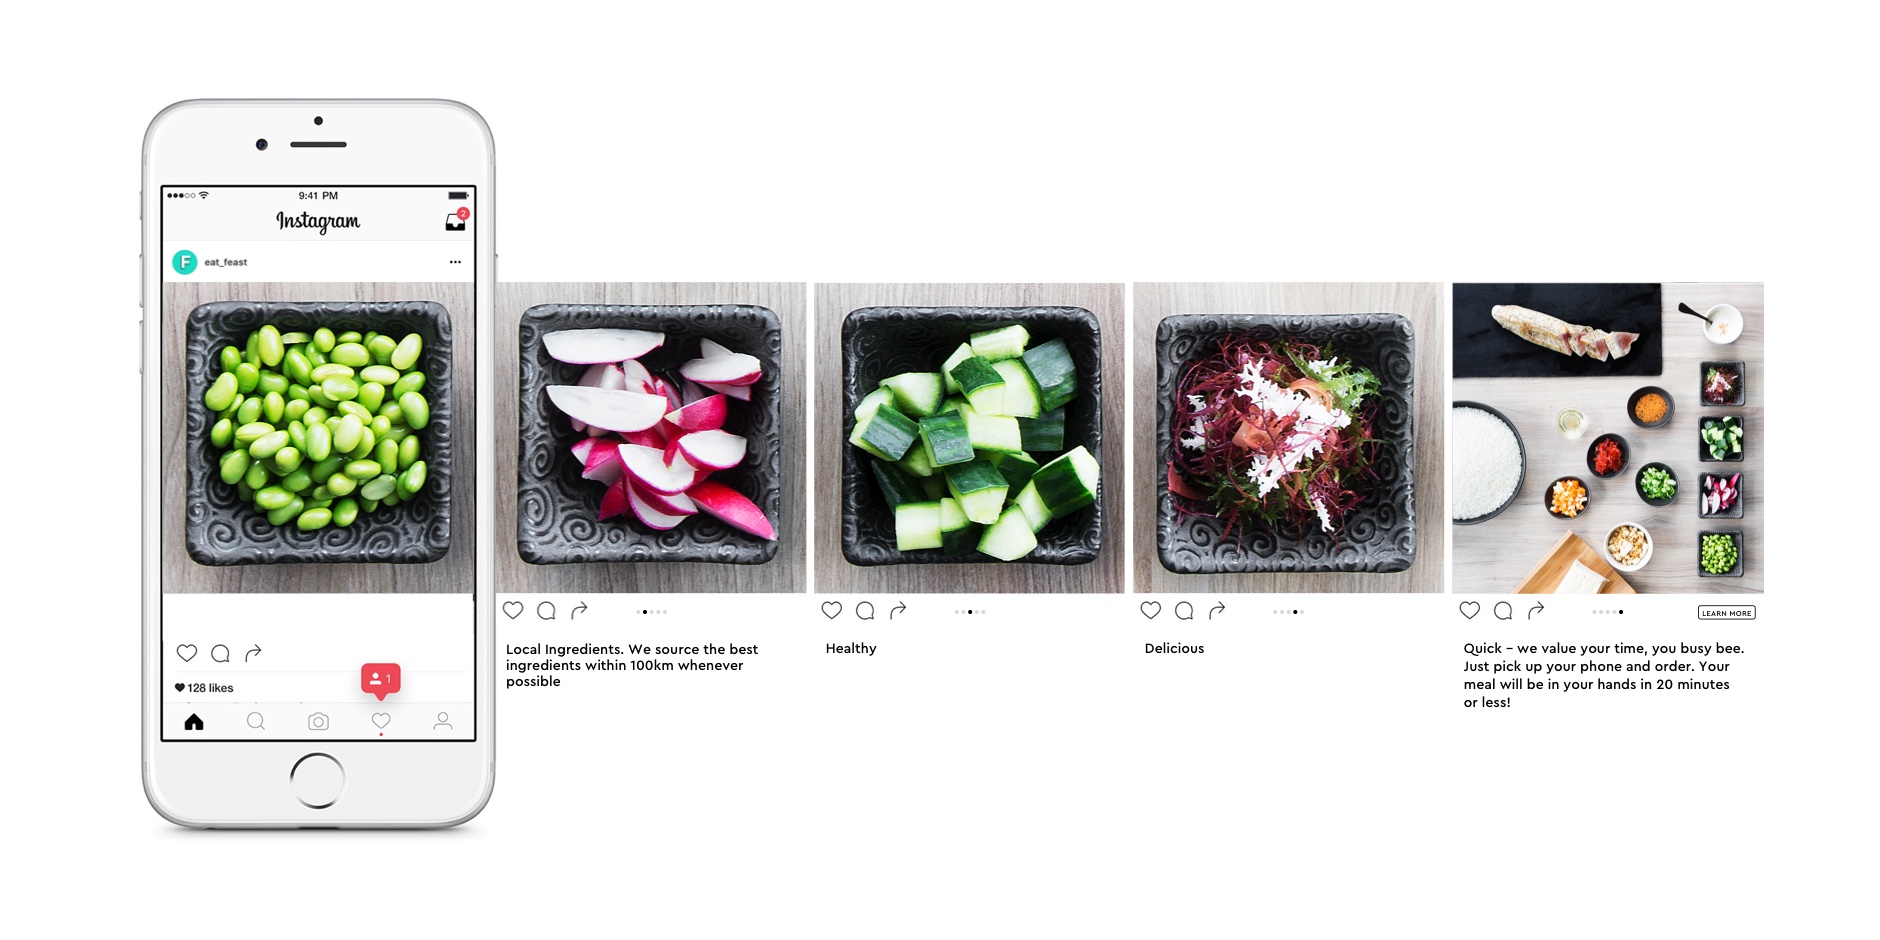 9:41 PM
Instagram
2
F
eat_feast
128 likes
1
Local Ingredients. We source the best
ingredients within 100km whenever
possible
Healthy
Delicious
LEARN MORE
Quick – we value your time, you busy bee.
Just pick up your phone and order. Your
meal will be in your hands in 20 minutes
or less!